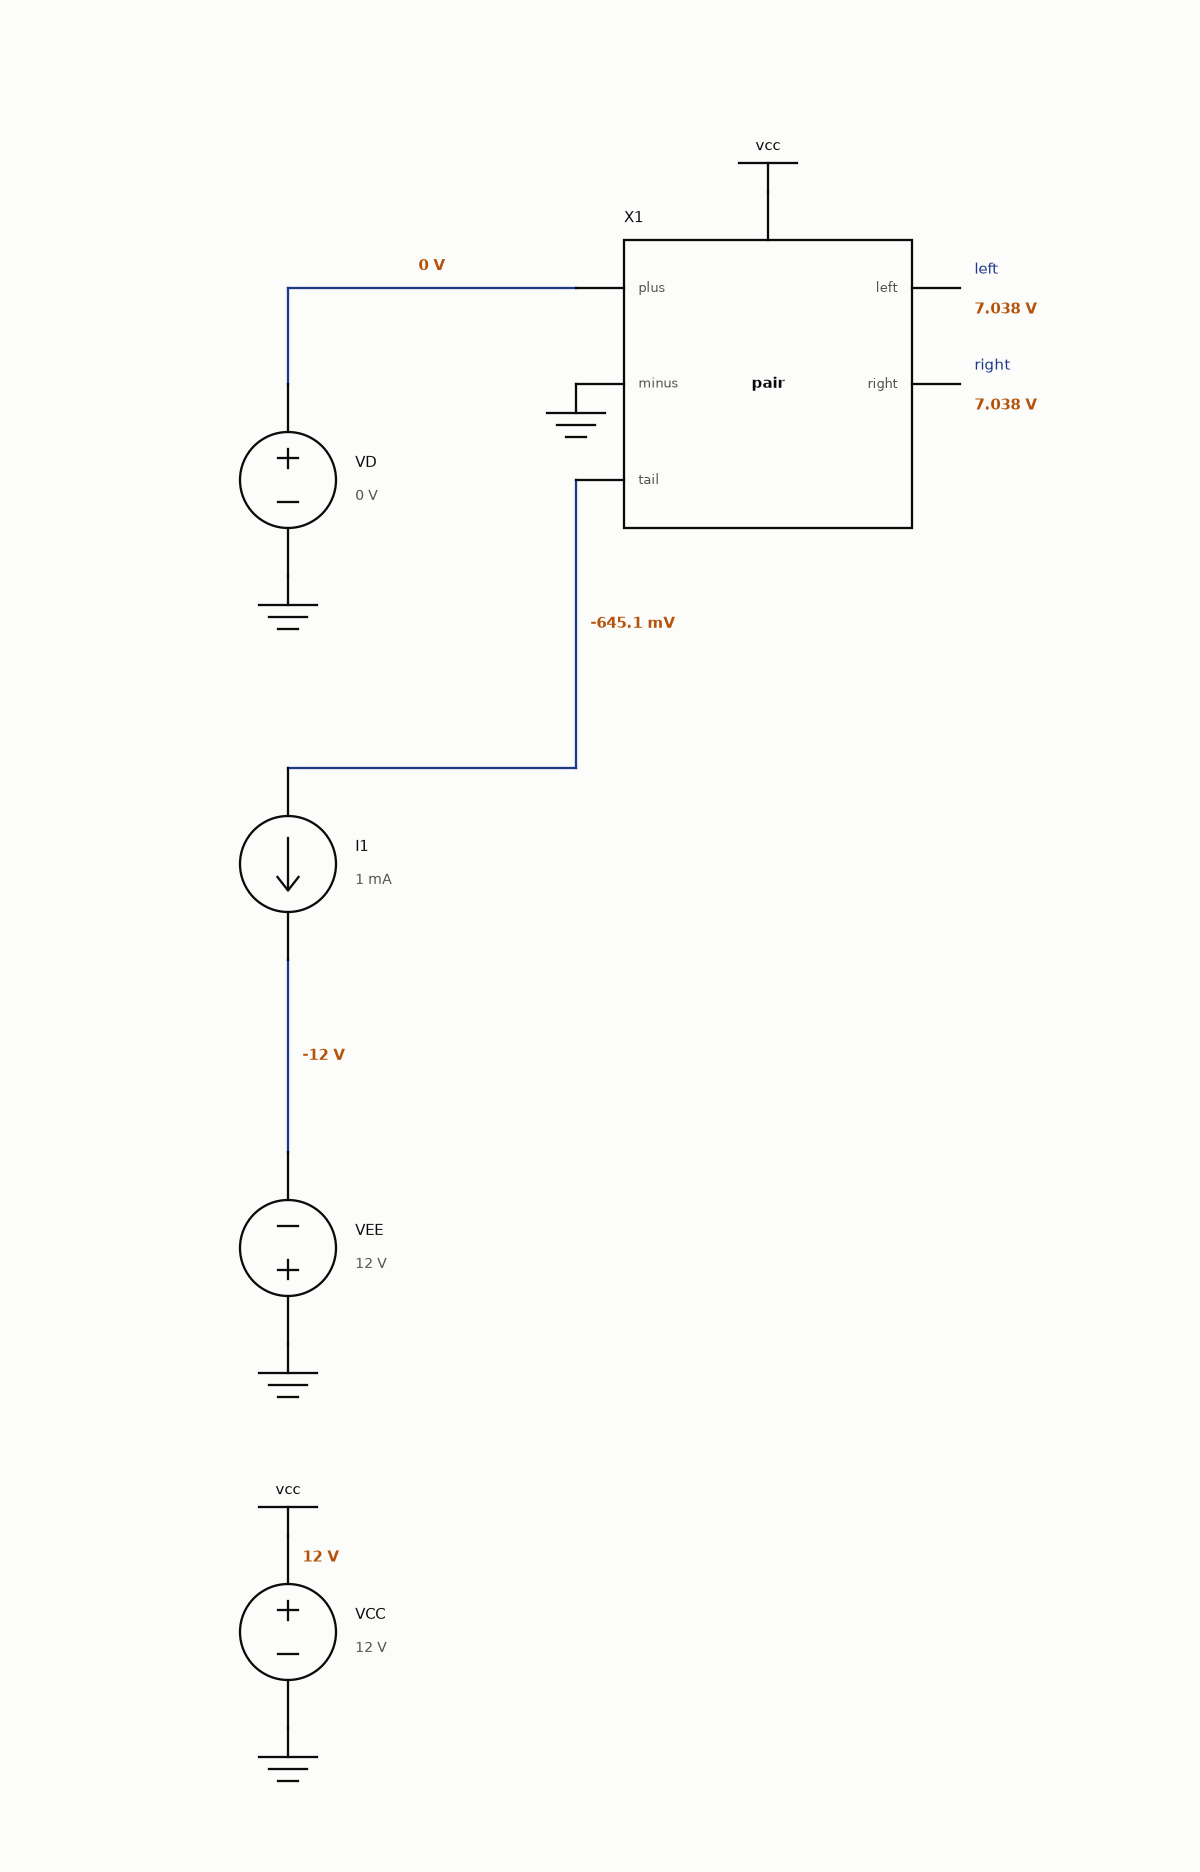 vcc
X1
0 V
plus
left
left
7.038 V
minus
pair
right
right
7.038 V
tail
VD
0 V
-645.1 mV
I1
1 mA
-12 V
VEE
12 V
vcc
12 V
VCC
12 V